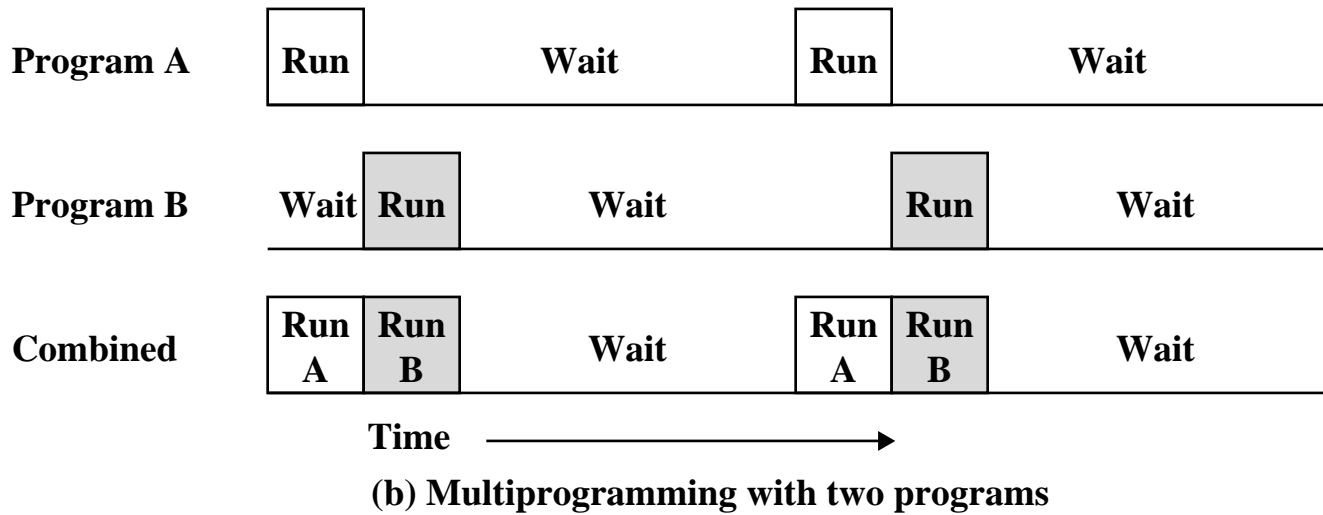 Program A Run Wait Run Wait
Program B Wait Run Wait Run Wait
Combined Run A Run B Wait Run A Run B Wait
Time
(b) Multiprogramming with two programs